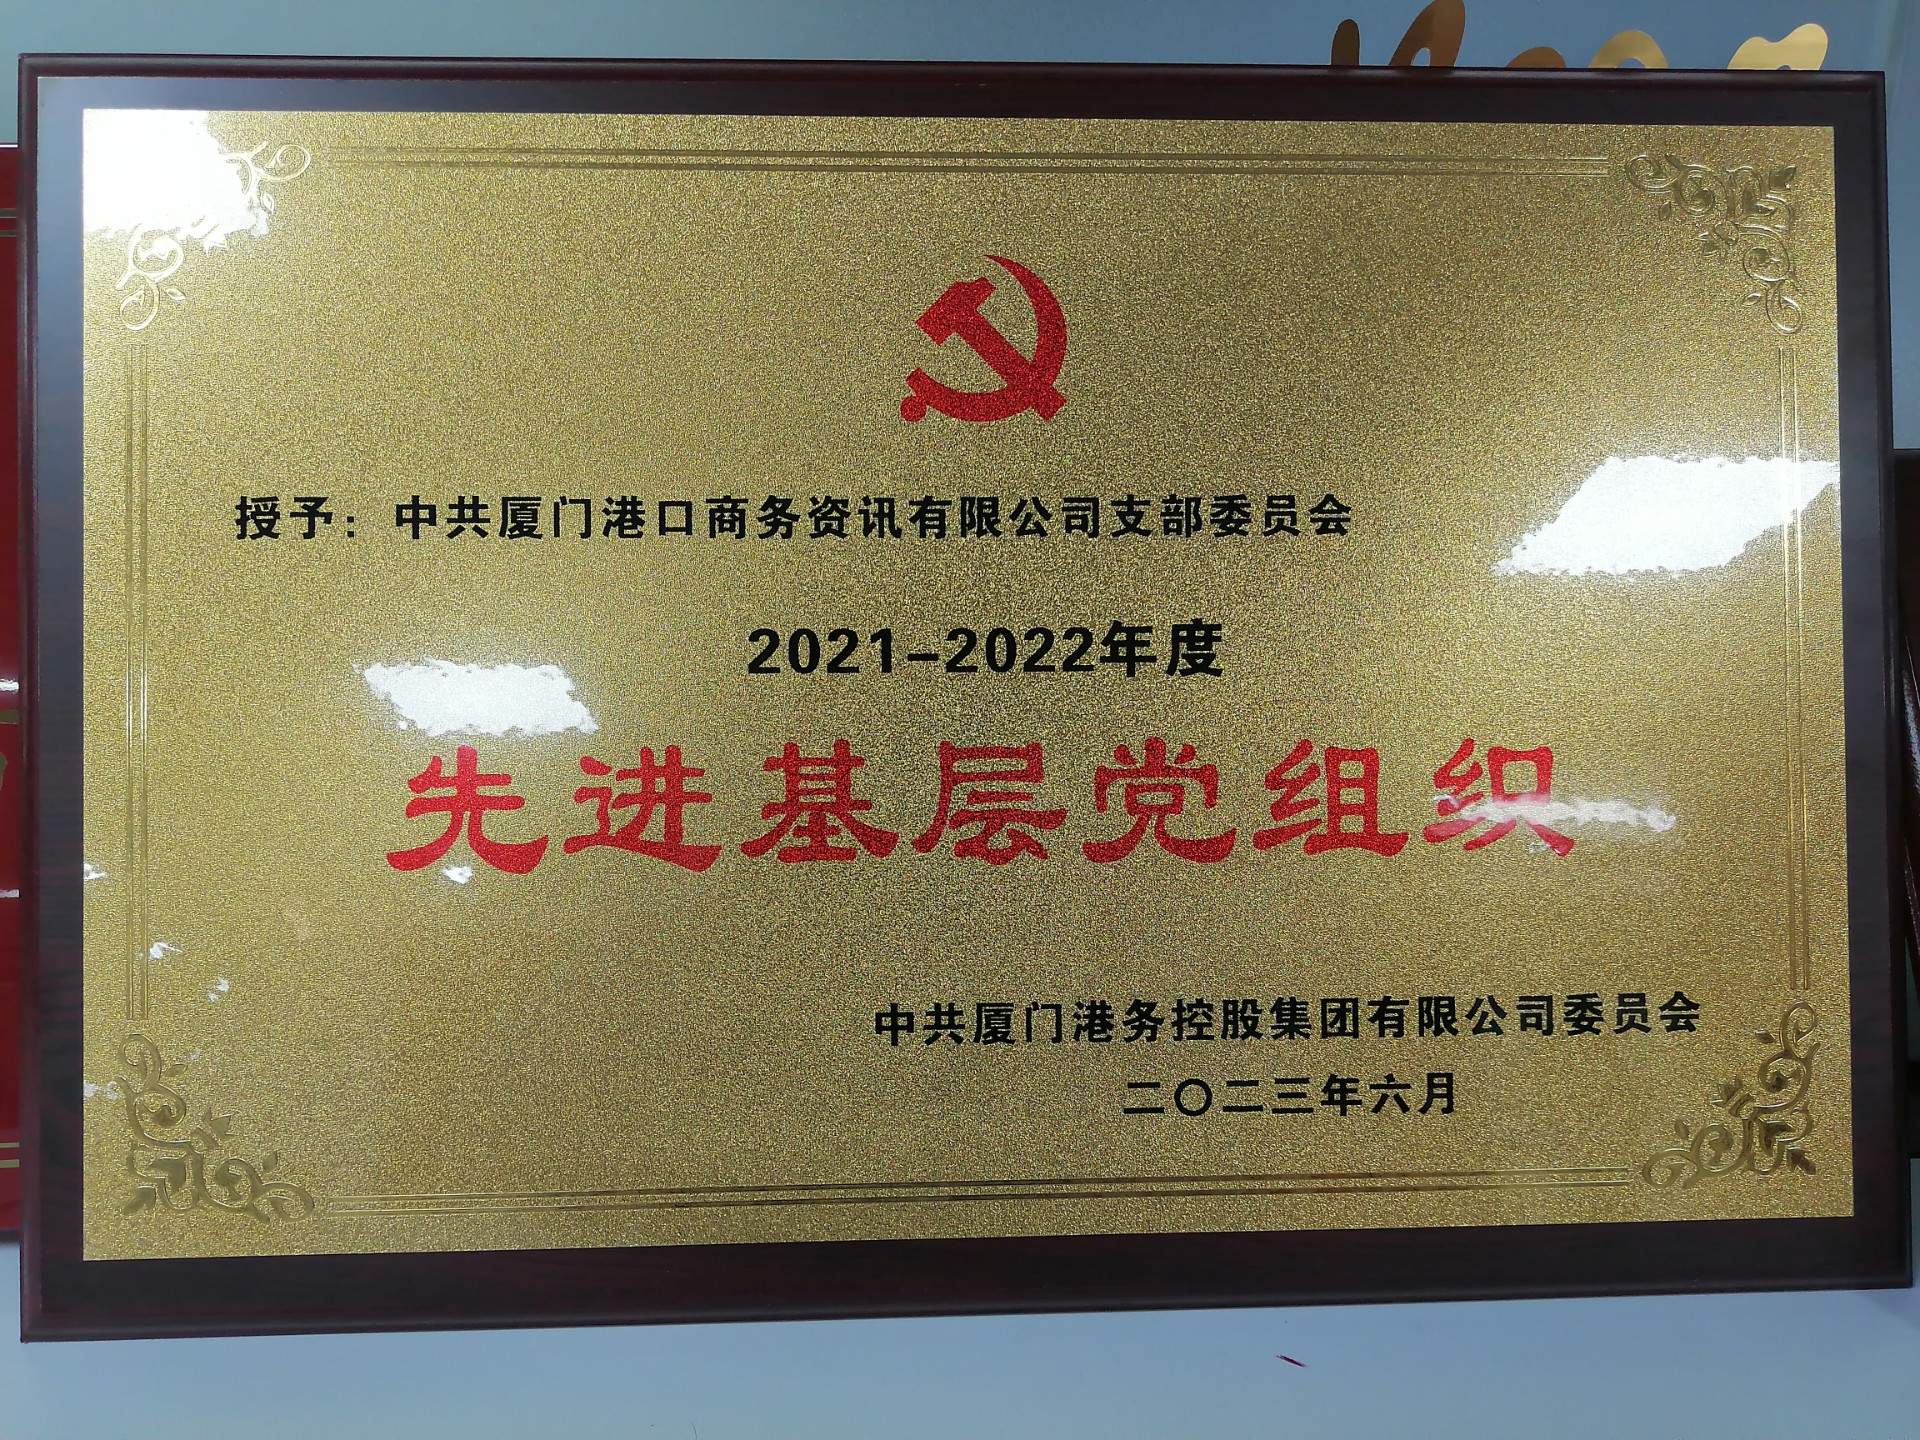 授予：中共厦门港口商务资讯有限公司支部委员会
2021-2022年度
先进基层党组织
中共厦门港务控股集团有限公司委员会
二〇二三年六月